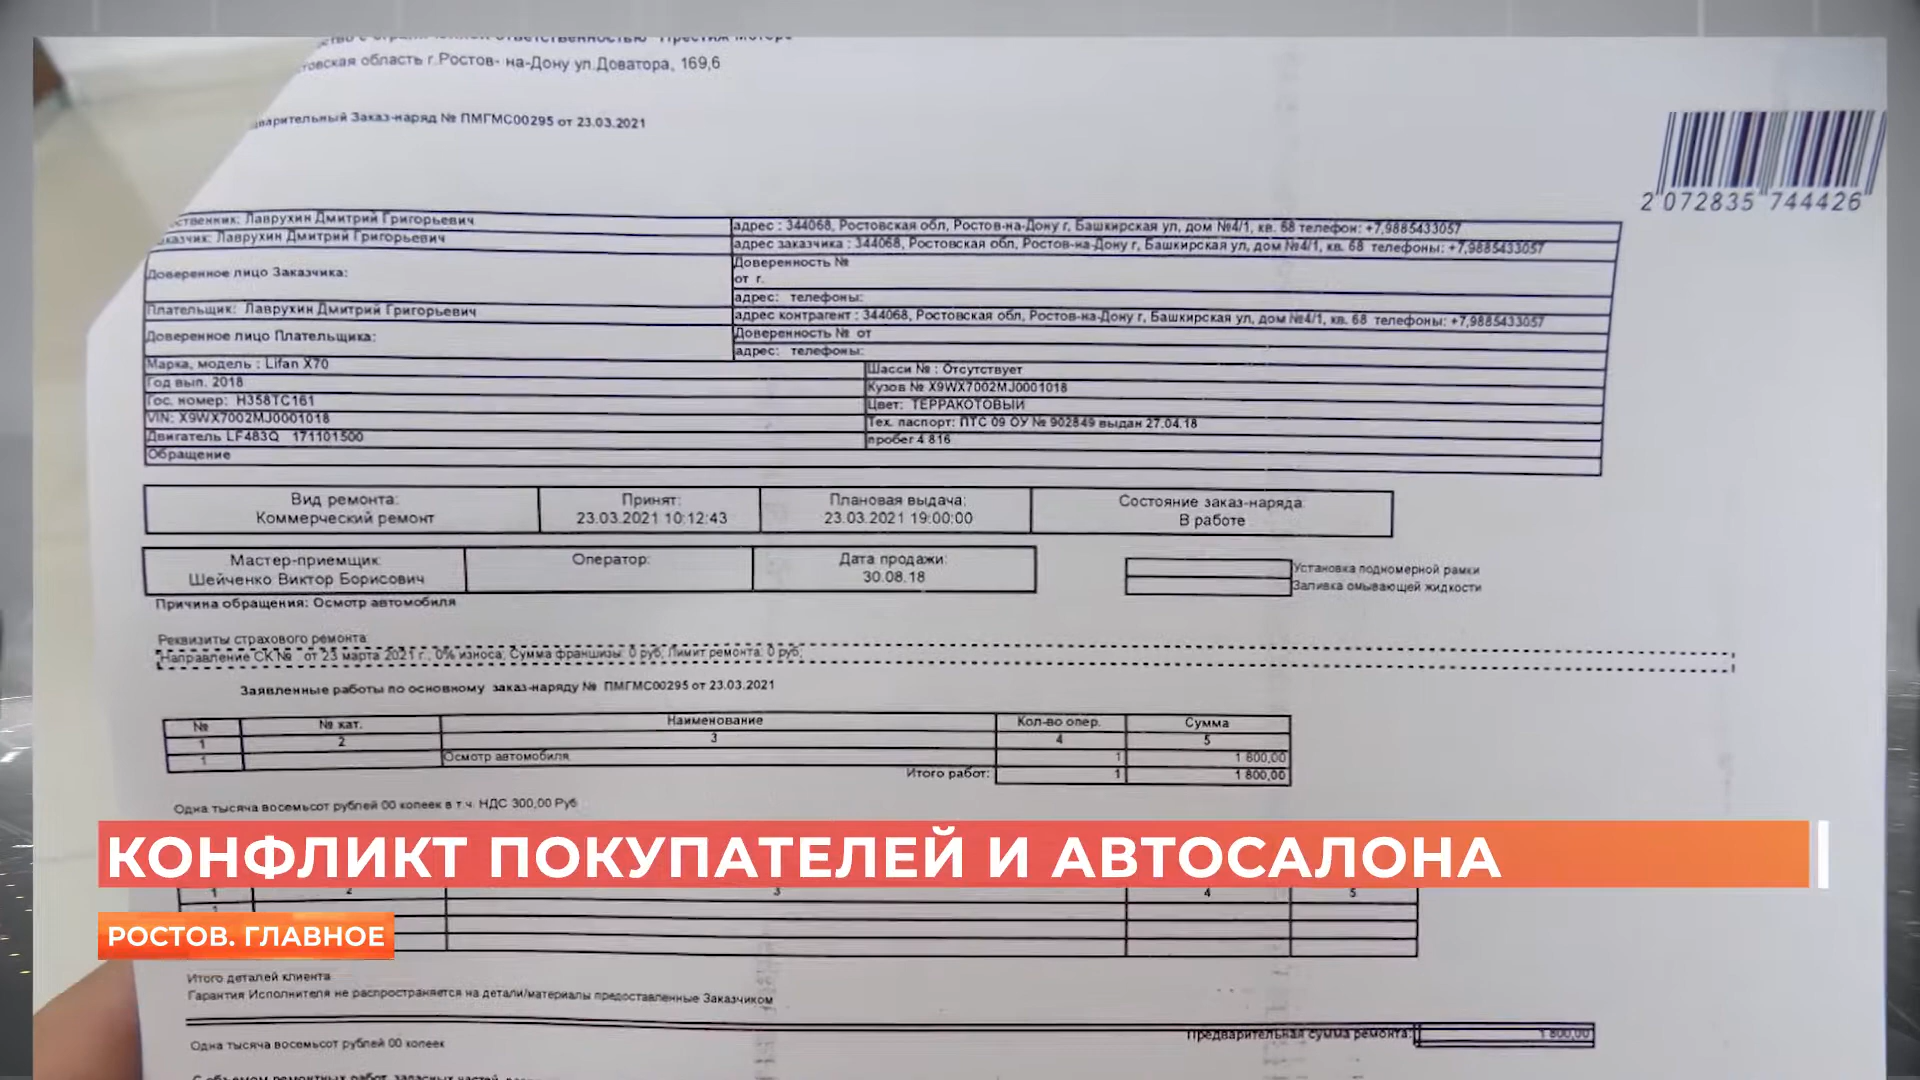 ответственностью "Престиж Моторс"
область г.Ростов- на-Дону ул.Доватора, 169,6
Заказ-наряд № ПМГМС00295 от 23.03.2021
2 072835 744426
Лаврухин Дмитрий Григорьевич адрес : 344068, Ростовская обл, Ростов-на-Дону г, Башкирская ул, дом №4/1, кв. 68 телефон: +7,9885433057
Лаврухин Дмитрий Григорьевич адрес заказчика : 344068, Ростовская обл, Ростов-на-Дону г, Башкирская ул, дом №4/1, кв. 68 телефоны: +7,9885433057
Доверенное лицо Заказчика: Доверенность №
от г.
адрес: телефоны:
Плательщик: Лаврухин Дмитрий Григорьевич адрес контрагент : 344068, Ростовская обл, Ростов-на-Дону г, Башкирская ул, дом №4/1, кв. 68 телефоны: +7,9885433057
Доверенное лицо Плательщика: Доверенность № от
адрес: телефоны:
Марка, модель : Lifan X70 Шасси № : Отсутствует
Год вып. 2018 Кузов № X9WX7002MJ0001018
Гос. номер: Н358ТС161 Цвет: ТЕРРАКОТОВЫЙ
VIN: X9WX7002MJ0001018 Тех. паспорт: ПТС 09 ОУ № 902849 выдан 27.04.18
Двигатель LF483Q 171101500 пробег 4 816
Обращение
Вид ремонта: Принят: Плановая выдача: Состояние заказ-наряда:
Коммерческий ремонт 23.03.2021 10:12:43 23.03.2021 19:00:00 В работе
Мастер-приемщик: Оператор: Дата продажи:
Шейченко Виктор Борисович 30.08.18
Установка подномерной рамки
Заливка омывающей жидкости
Причина обращения: Осмотр автомобиля
Реквизиты страхового ремонта
Направление СК № от 23 марта 2021 г., 0% износа, Сумма франшизы: 0 руб, Лимит ремонта: 0 руб,
Заявленные работы по основному заказ-наряду № ПМГМС00295 от 23.03.2021
№ № кат. Наименование Кол-во опер. Сумма
1 2 3 4 5
1 Осмотр автомобиля 1 1 800,00
Итого работ: 1 1 800,00
Одна тысяча восемьсот рублей 00 копеек в т.ч. НДС 300,00 Руб
КОНФЛИКТ ПОКУПАТЕЛЕЙ И АВТОСАЛОНА
1 2 3 4 5
1
РОСТОВ. ГЛАВНОЕ
Итого деталей клиента
Гарантия Исполнителя не распространяется на детали/материалы предоставленные Заказчиком
Предварительная сумма ремонта: 1 800,00
Одна тысяча восемьсот рублей 00 копеек
С объемом ремонтных работ, запасных частей,